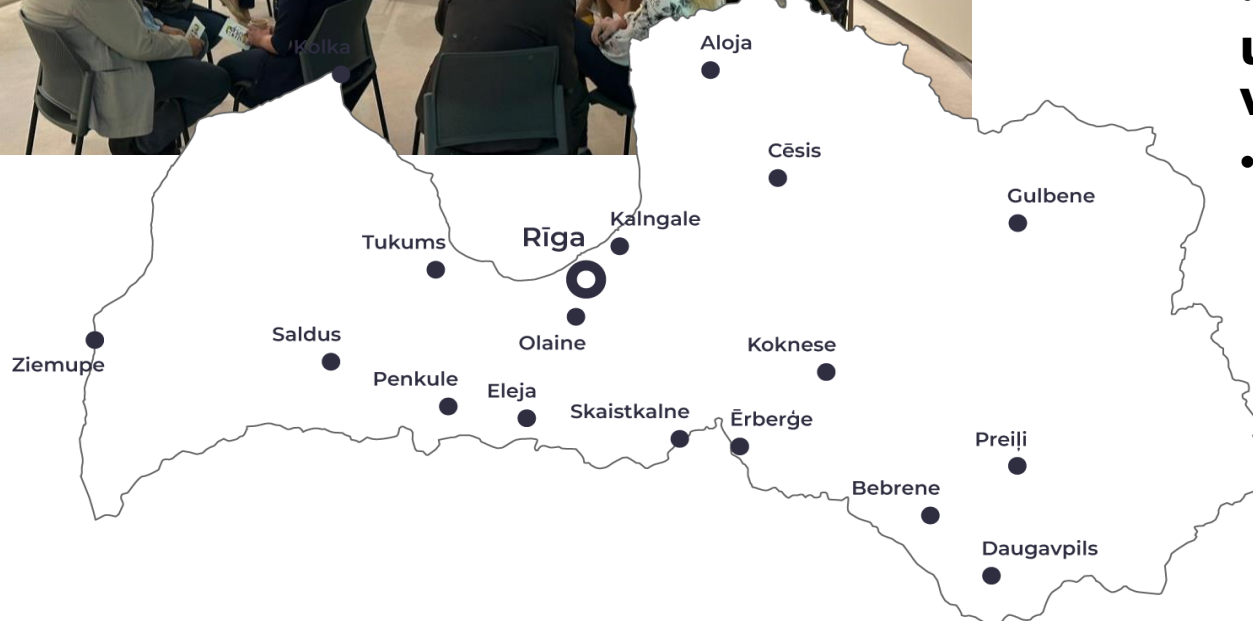 Aloja
Kolka
Cēsis
Gulbene
Kalngale
Rīga
Tukums
Saldus
Olaine
Koknese
Ziemupe
Penkule
Eleja
Skaistkalne
Ērberģe
Preiļi
Bebrene
Daugavpils